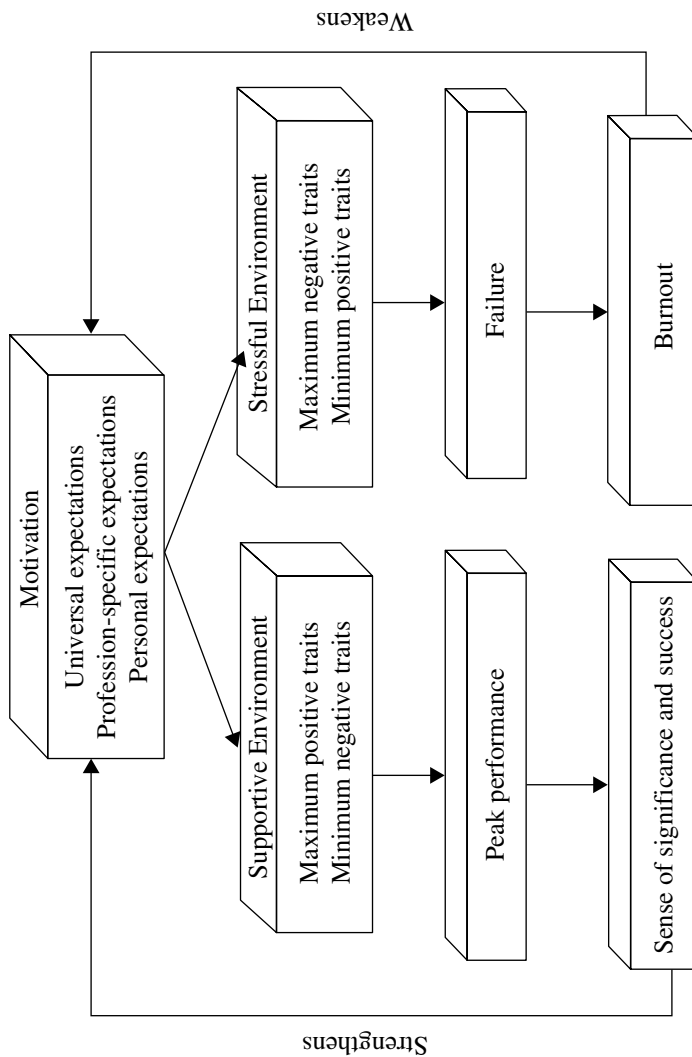 Motivation
Universal expectations
Profession-specific expectations
Personal expectations
Strengthens
Weakens
Supportive Environment
Maximum positive traits
Minimum negative traits
Stressful Environment
Maximum negative traits
Minimum positive traits
Peak performance
Failure
Sense of significance and success
Burnout